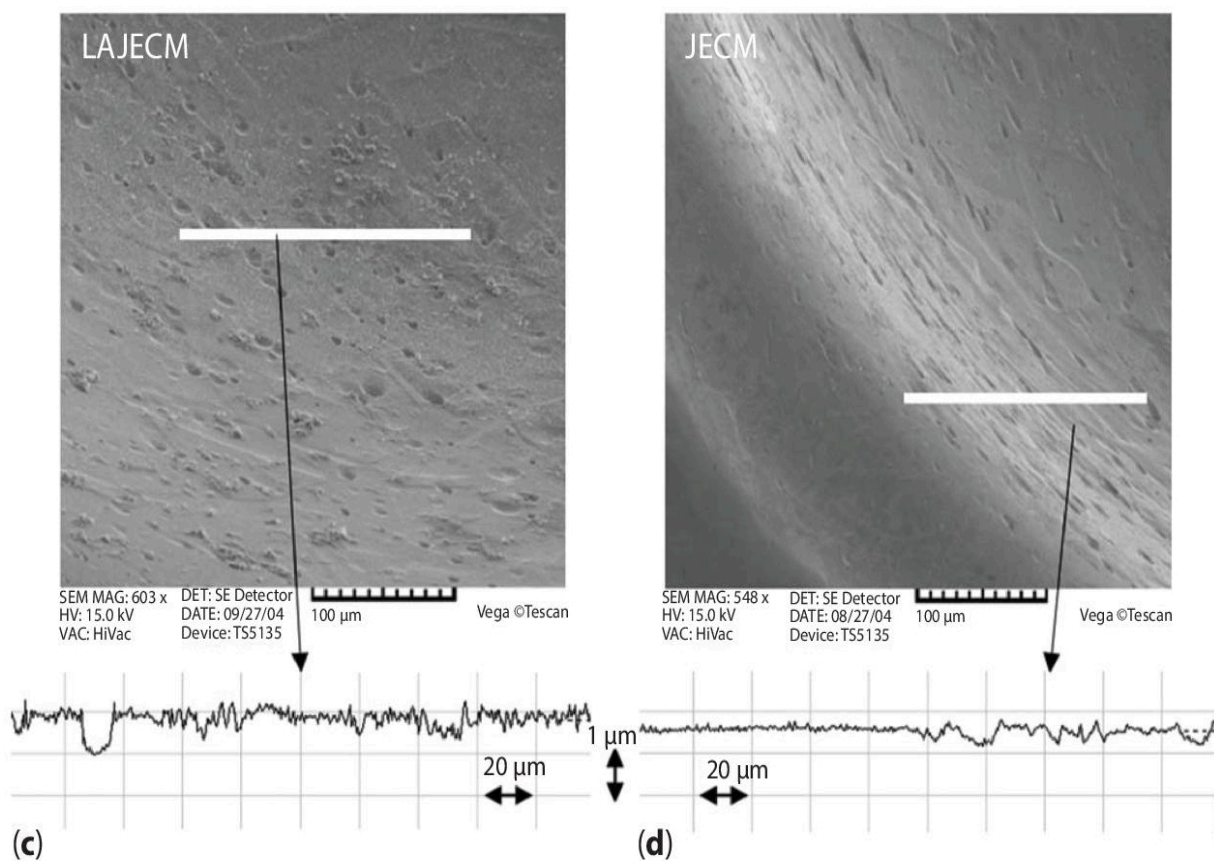 LAJECM
JECM
SEM MAG: 603 x DET: SE Detector
HV: 15.0 kV DATE: 09/27/04 100 µm Vega ©Tescan
VAC: HiVac Device: TS5135
SEM MAG: 548 x DET: SE Detector
HV: 15.0 kV DATE: 08/27/04 100 µm Vega ©Tescan
VAC: HiVac Device: TS5135
1 µm
20 µm
20 µm
(c)
(d)